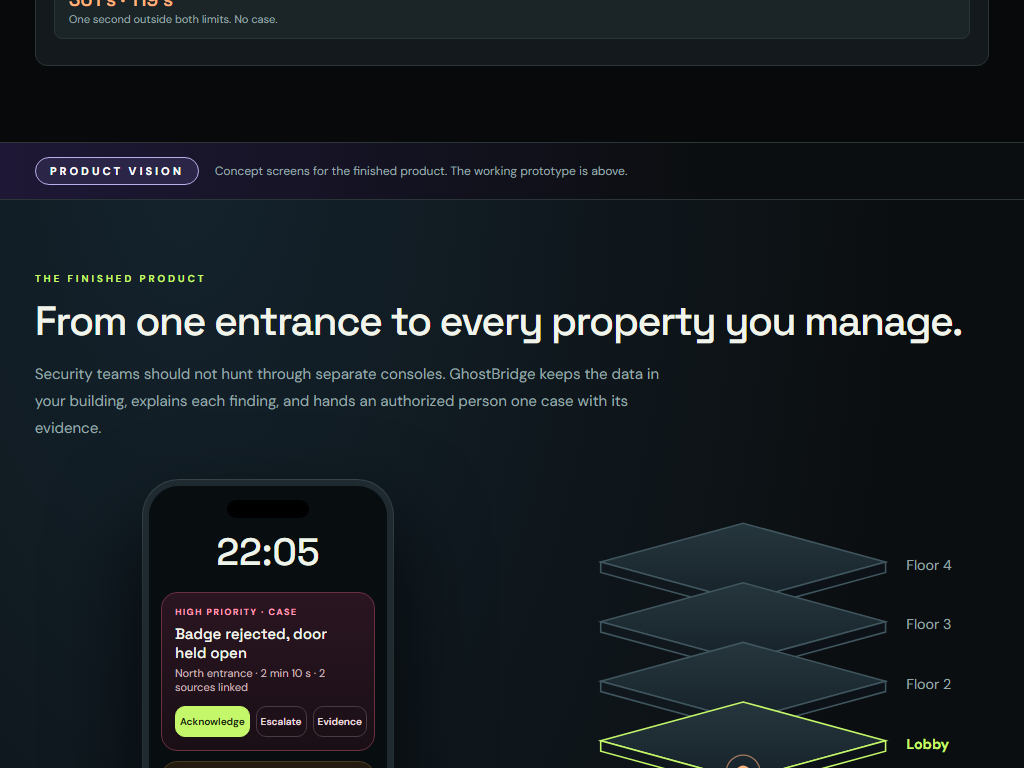 301 s · 119 s
One second outside both limits. No case.
PRODUCT VISION
Concept screens for the finished product. The working prototype is above.
THE FINISHED PRODUCT
From one entrance to every property you manage.
Security teams should not hunt through separate consoles. GhostBridge keeps the data in
your building, explains each finding, and hands an authorized person one case with its
evidence.
22:05
HIGH PRIORITY · CASE
Badge rejected, door
held open
North entrance · 2 min 10 s · 2
sources linked
Acknowledge
Escalate
Evidence
Floor 4
Floor 3
Floor 2
Lobby